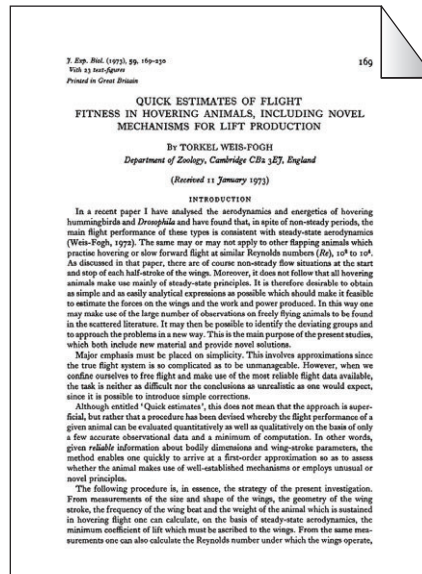 J. Exp. Biol. (1973), 59, 169-230
With 23 text-figures
Printed in Great Britain
169
QUICK ESTIMATES OF FLIGHT
FITNESS IN HOVERING ANIMALS, INCLUDING NOVEL
MECHANISMS FOR LIFT PRODUCTION
BY TORKEL WEIS-FOGH
Department of Zoology, Cambridge CB2 3EJ, England
(Received 11 January 1973)
INTRODUCTION
In a recent paper I have analysed the aerodynamics and energetics of hovering
hummingbirds and Drosophila and have found that, in spite of non-steady periods, the
main flight performance of these types is consistent with steady-state aerodynamics
(Weis-Fogh, 1972). The same may or may not apply to other flapping animals which
practise hovering or slow forward flight at similar Reynolds numbers (Re), 10² to 10⁵.
As discussed in that paper, there are of course non-steady flow situations at the start
and stop of each half-stroke of the wings. Moreover, it does not follow that all hovering
animals make use mainly of steady-state principles. It is therefore desirable to obtain
as simple and as easily analytical expressions as possible which should make it feasible
to estimate the forces on the wings and the work and power produced. In this way one
may make use of the large number of observations on freely flying animals to be found
in the scattered literature. It may then be possible to identify the deviating groups and
to approach the problems in a new way. This is the main purpose of the present studies,
which both include new material and provide novel solutions.
Major emphasis must be placed on simplicity. This involves approximations since
the true flight system is so complicated as to be unmanageable. However, when we
confine ourselves to free flight and make use of the most reliable flight data available,
the task is neither as difficult nor the conclusions as unrealistic as one would expect,
since it is possible to introduce simple corrections.
Although entitled 'Quick estimates', this does not mean that the approach is super-
ficial, but rather that a procedure has been devised whereby the flight performance of a
given animal can be evaluated quantitatively as well as qualitatively on the basis of only
a few accurate observational data and a minimum of computation. In other words,
given reliable information about bodily dimensions and wing-stroke parameters, the
method enables one quickly to arrive at a first-order approximation so as to assess
whether the animal makes use of well-established mechanisms or employs unusual or
novel principles.
The following procedure is, in essence, the strategy of the present investigation.
From measurements of the size and shape of the wings, the geometry of the wing
stroke, the frequency of the wing beat and the weight of the animal which is sustained
in hovering flight one can calculate, on the basis of steady-state aerodynamics, the
minimum coefficient of lift which must be ascribed to the wings. From the same mea-
surements one can also calculate the Reynolds number under which the wings operate,